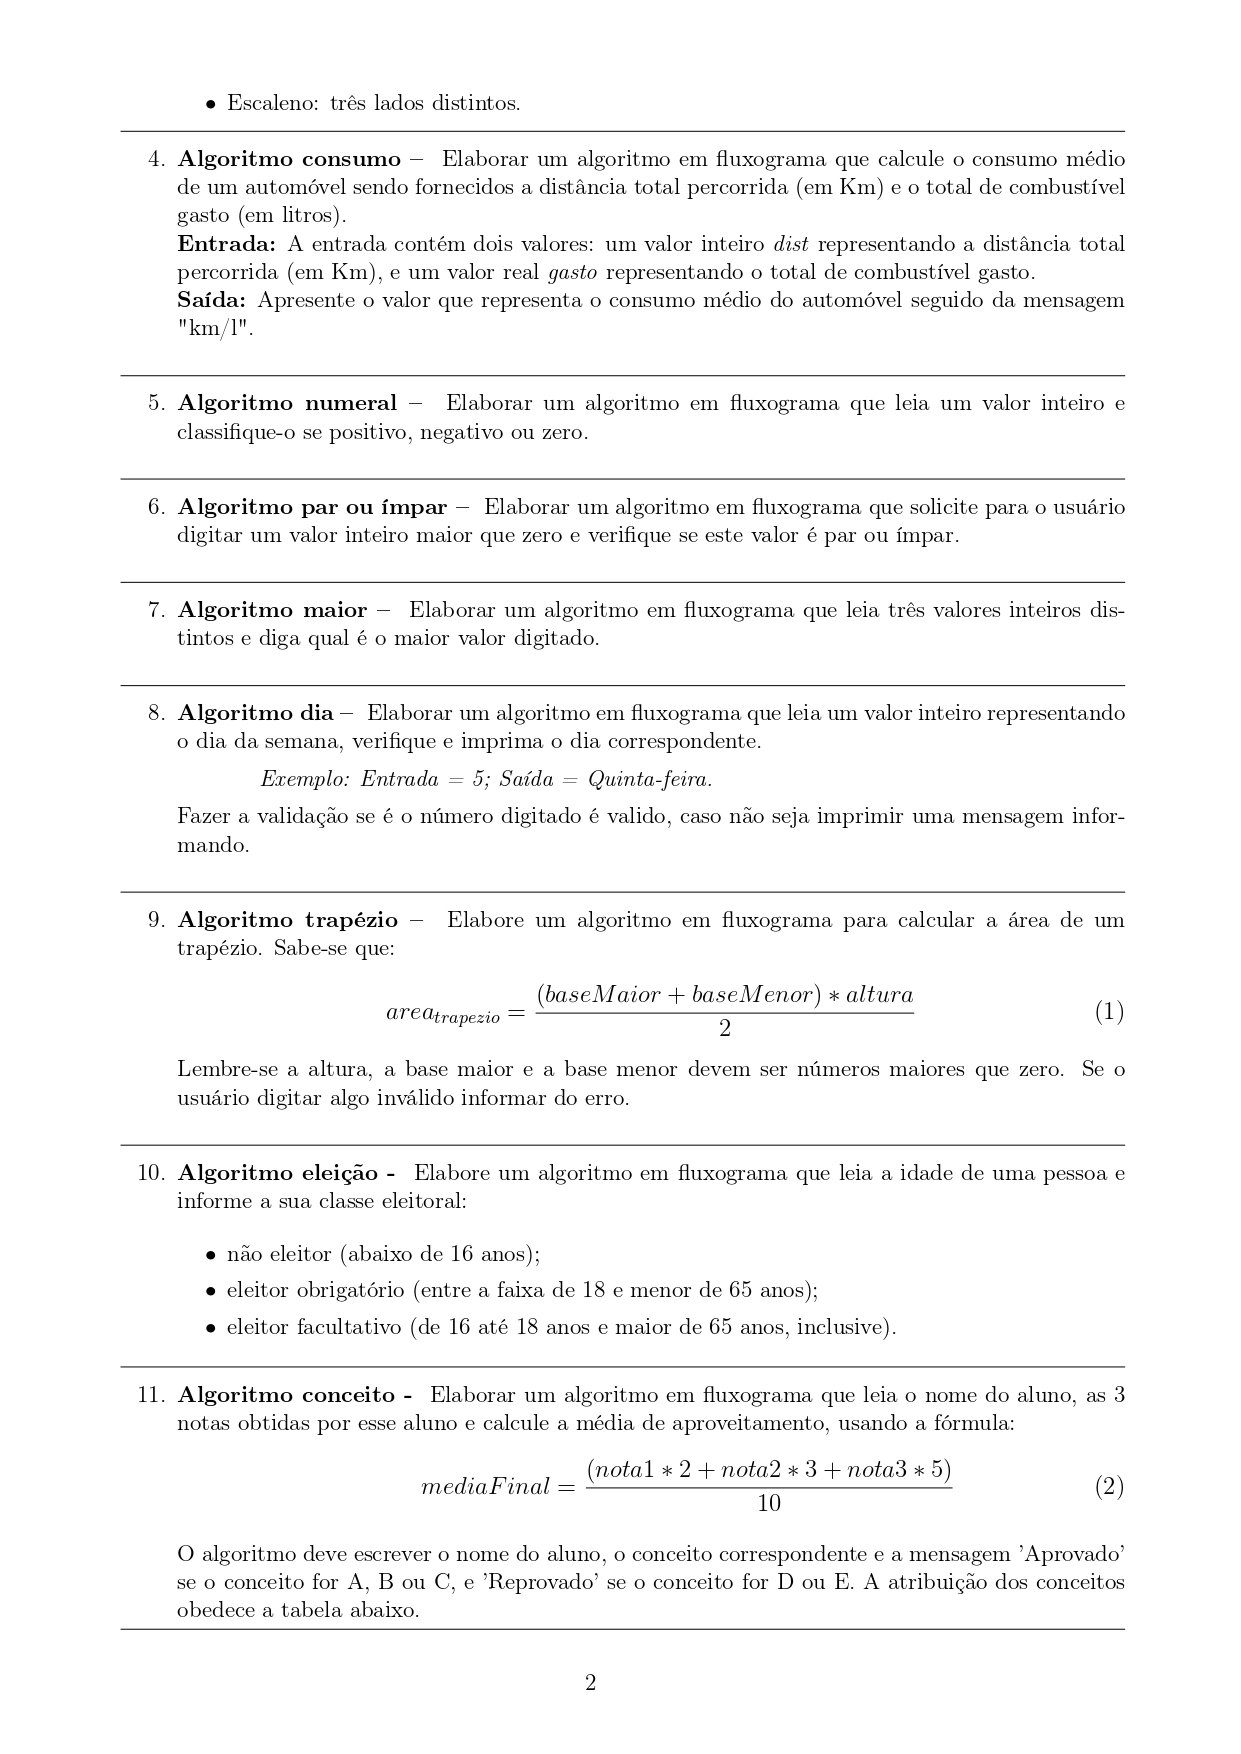 • Escaleno: três lados distintos.
4. Algoritmo consumo – Elaborar um algoritmo em fluxograma que calcule o consumo médio
de um automóvel sendo fornecidos a distância total percorrida (em Km) e o total de combustível
gasto (em litros).
Entrada: A entrada contém dois valores: um valor inteiro dist representando a distância total
percorrida (em Km), e um valor real gasto representando o total de combustível gasto.
Saída: Apresente o valor que representa o consumo médio do automóvel seguido da mensagem
"km/l".
5. Algoritmo numeral – Elaborar um algoritmo em fluxograma que leia um valor inteiro e
classifique-o se positivo, negativo ou zero.
6. Algoritmo par ou ímpar – Elaborar um algoritmo em fluxograma que solicite para o usuário
digitar um valor inteiro maior que zero e verifique se este valor é par ou ímpar.
7. Algoritmo maior – Elaborar um algoritmo em fluxograma que leia três valores inteiros dis-
tintos e diga qual é o maior valor digitado.
8. Algoritmo dia – Elaborar um algoritmo em fluxograma que leia um valor inteiro representando
o dia da semana, verifique e imprima o dia correspondente.
Exemplo: Entrada = 5; Saída = Quinta-feira.
Fazer a validação se é o número digitado é valido, caso não seja imprimir uma mensagem infor-
mando.
9. Algoritmo trapézio – Elabore um algoritmo em fluxograma para calcular a área de um
trapézio. Sabe-se que:
area_trapezio = (baseMaior + baseMenor) ∗ altura / 2 (1)
Lembre-se a altura, a base maior e a base menor devem ser números maiores que zero. Se o
usuário digitar algo inválido informar do erro.
10. Algoritmo eleição - Elabore um algoritmo em fluxograma que leia a idade de uma pessoa e
informe a sua classe eleitoral:
• não eleitor (abaixo de 16 anos);
• eleitor obrigatório (entre a faixa de 18 e menor de 65 anos);
• eleitor facultativo (de 16 até 18 anos e maior de 65 anos, inclusive).
11. Algoritmo conceito - Elaborar um algoritmo em fluxograma que leia o nome do aluno, as 3
notas obtidas por esse aluno e calcule a média de aproveitamento, usando a fórmula:
mediaFinal = (nota1 ∗ 2 + nota2 ∗ 3 + nota3 ∗ 5) / 10 (2)
O algoritmo deve escrever o nome do aluno, o conceito correspondente e a mensagem 'Aprovado'
se o conceito for A, B ou C, e 'Reprovado' se o conceito for D ou E. A atribuição dos conceitos
obedece a tabela abaixo.
2